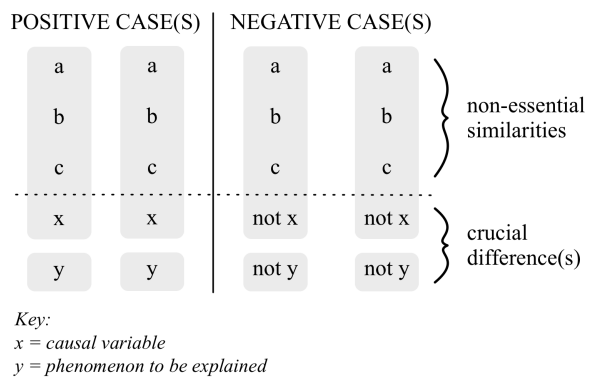 POSITIVE CASE(S) NEGATIVE CASE(S)
a a a a
b b b b
c c c c
non-essential
similarities
x x not x not x
y y not y not y
crucial
difference(s)
Key:
x = causal variable
y = phenomenon to be explained